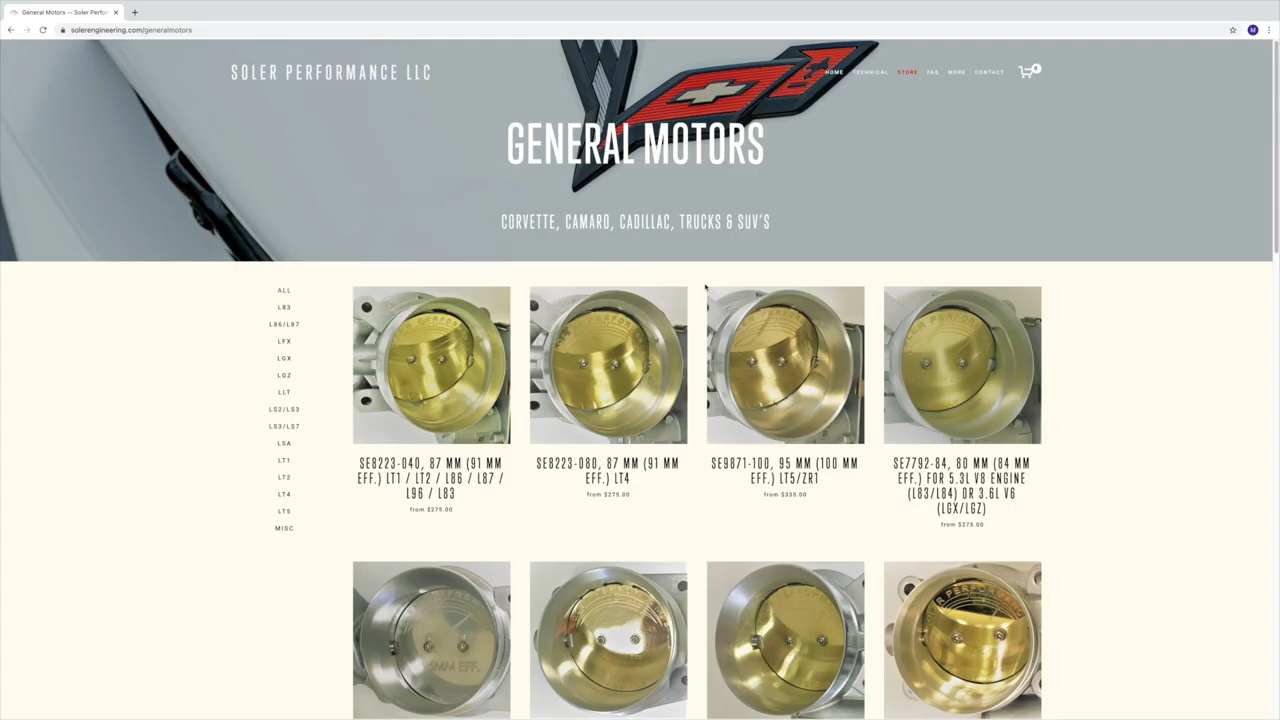 General Motors — Soler Perfor
solerengineering.com/generalmotors
M
SOLER PERFORMANCE LLC
HOME TECHNICAL STORE FAQ MORE CONTACT 0
GENERAL MOTORS
CORVETTE, CAMARO, CADILLAC, TRUCKS & SUV'S
ALL
L83
L86/L87
LFX
LGX
LGZ
LLT
LS2/LS3
LS3/LS7
LSA
LT1
LT2
LT4
LT5
MISC
SE8223-040, 87 MM (91 MM
EFF.) LT1 / LT2 / L86 / L87 /
L96 / L83
from $275.00
SE8223-080, 87 MM (91 MM
EFF.) LT4
from $275.00
SE9871-100, 95 MM (100 MM
EFF.) LT5/ZR1
from $335.00
SE7792-84, 80 MM (84 MM
EFF.) FOR 5.3L V8 ENGINE
(L83/L84) OR 3.6L V6
(LGX/LGZ)
from $275.00
MM EFF.